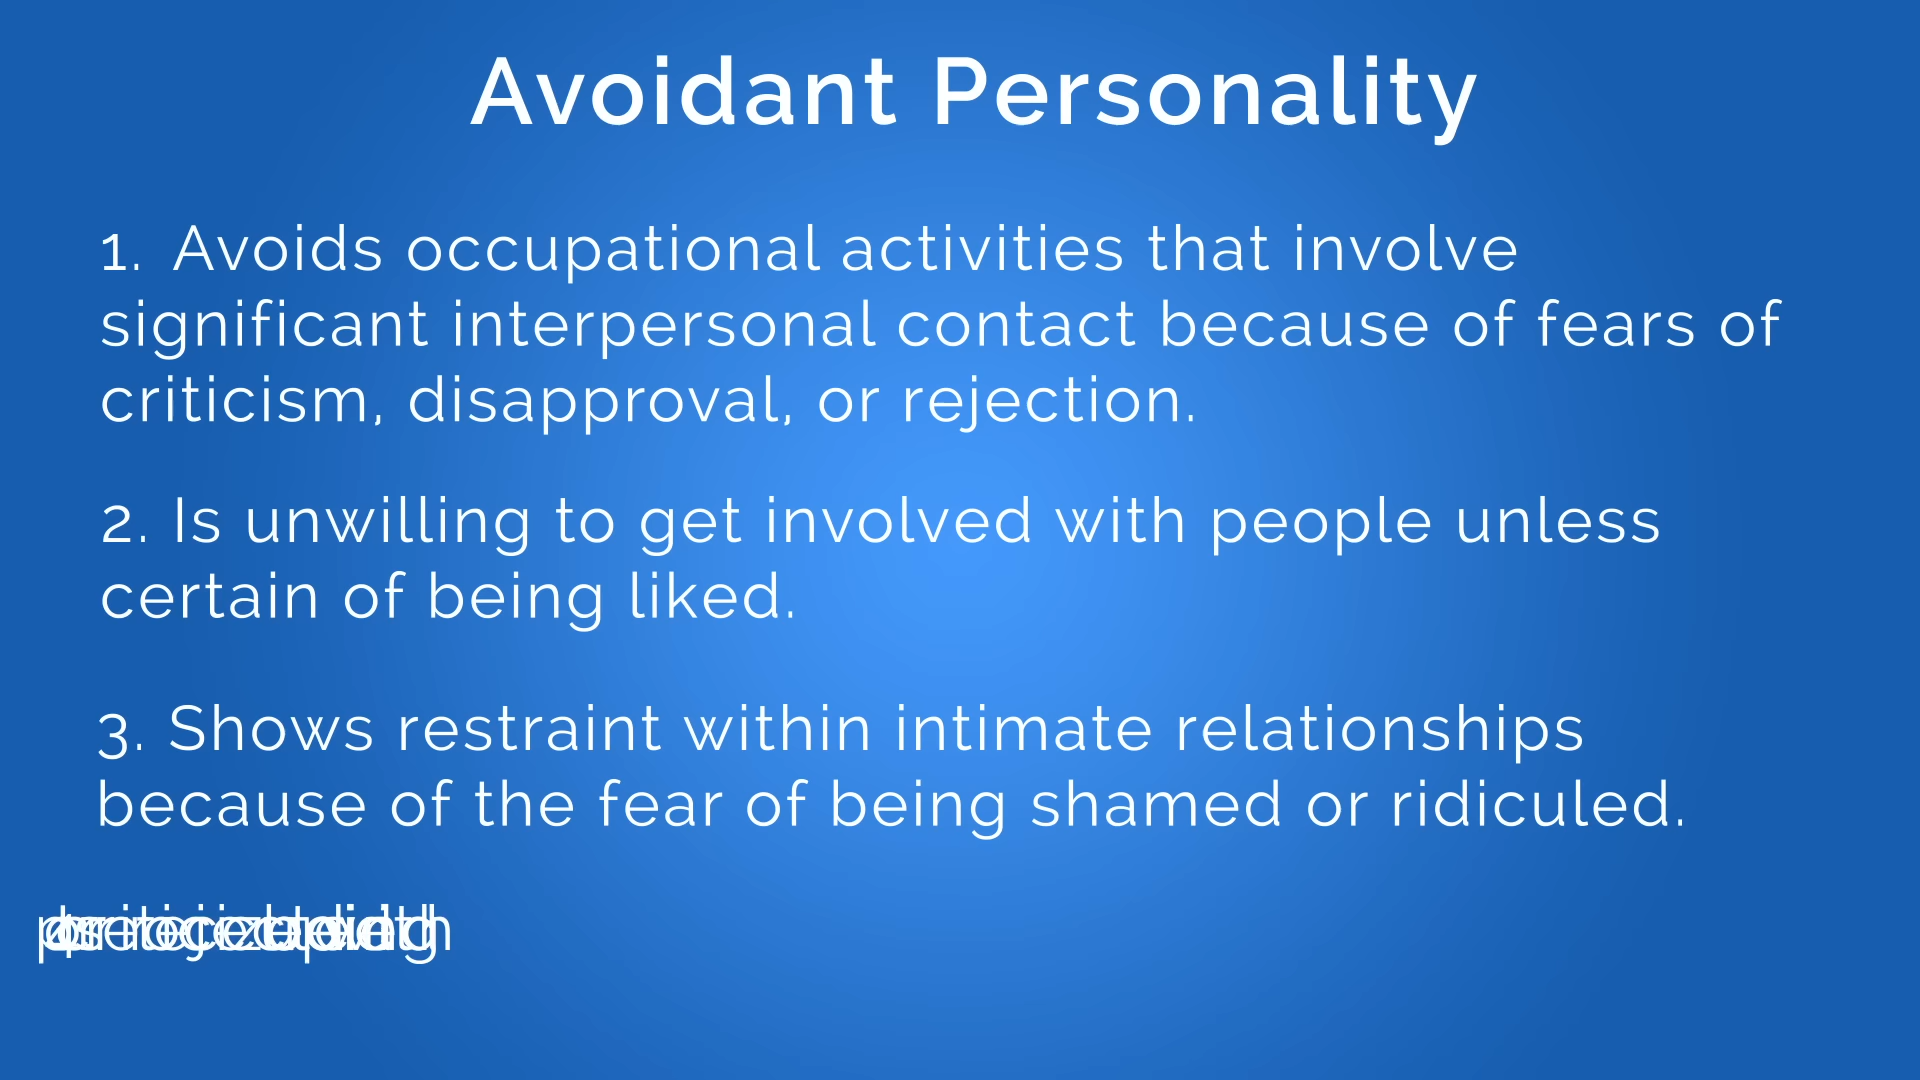 Avoidant Personality
1. Avoids occupational activities that involve
significant interpersonal contact because of fears of
criticism, disapproval, or rejection.
2. Is unwilling to get involved with people unless
certain of being liked.
3. Shows restraint within intimate relationships
because of the fear of being shamed or ridiculed.